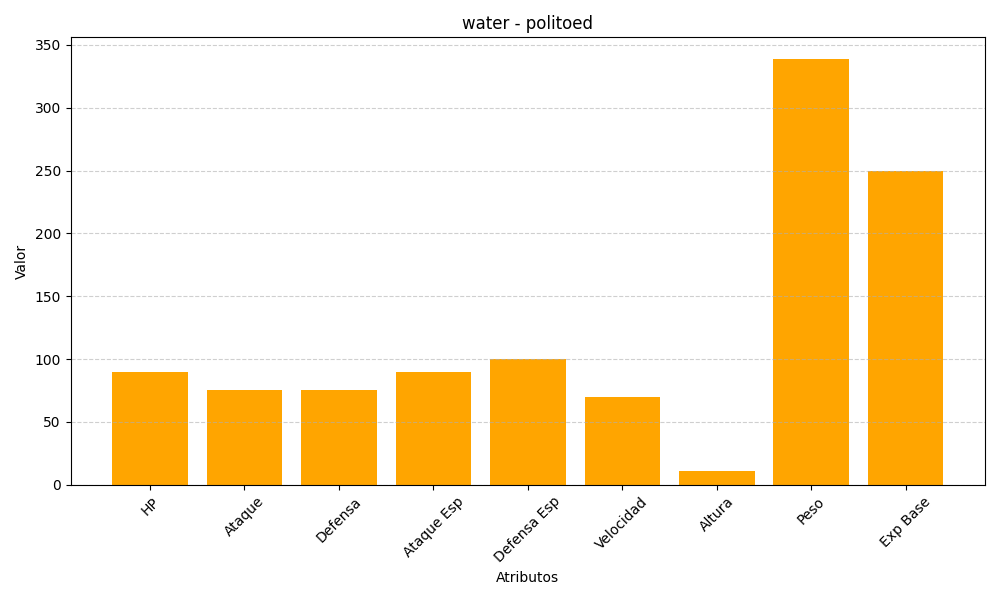 water - politoed
Valor
350
300
250
200
150
100
50
0
HP
Ataque
Defensa
Ataque Esp
Defensa Esp
Velocidad
Altura
Peso
Exp Base
Atributos